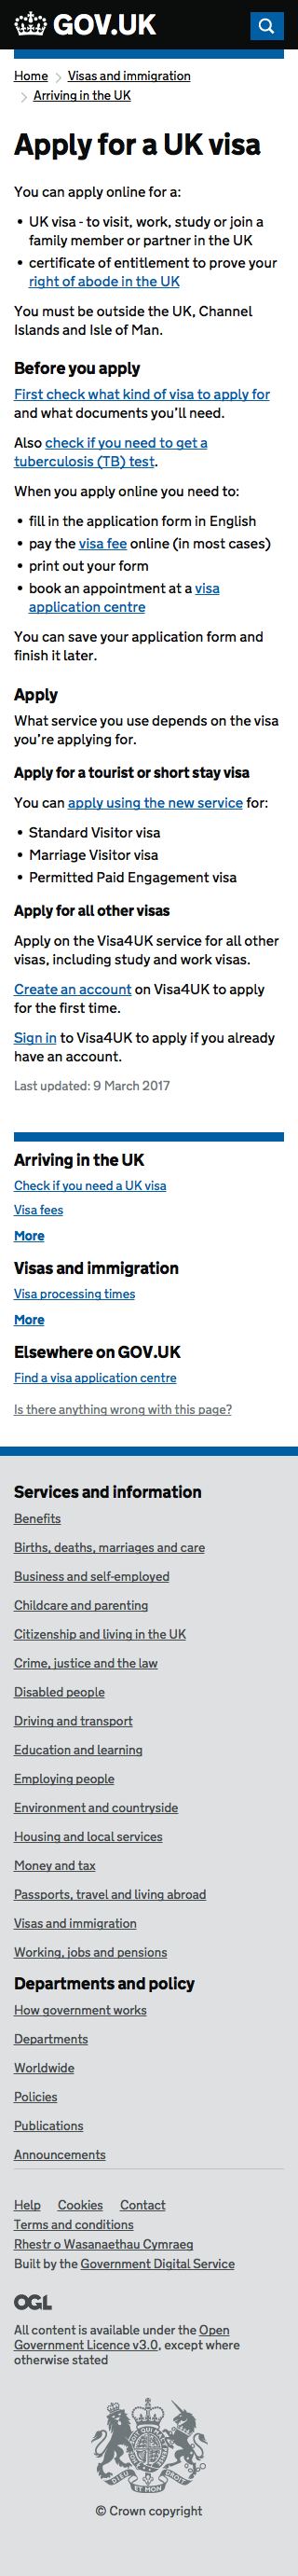 GOV.UK
Home > Visas and immigration
> Arriving in the UK
Apply for a UK visa
You can apply online for a:
• UK visa - to visit, work, study or join a
family member or partner in the UK
• certificate of entitlement to prove your
right of abode in the UK
You must be outside the UK, Channel
Islands and Isle of Man.
Before you apply
First check what kind of visa to apply for
and what documents you’ll need.
Also check if you need to get a
tuberculosis (TB) test.
When you apply online you need to:
• fill in the application form in English
• pay the visa fee online (in most cases)
• print out your form
• book an appointment at a visa
application centre
You can save your application form and
finish it later.
Apply
What service you use depends on the visa
you’re applying for.
Apply for a tourist or short stay visa
You can apply using the new service for:
• Standard Visitor visa
• Marriage Visitor visa
• Permitted Paid Engagement visa
Apply for all other visas
Apply on the Visa4UK service for all other
visas, including study and work visas.
Create an account on Visa4UK to apply
for the first time.
Sign in to Visa4UK to apply if you already
have an account.
Last updated: 9 March 2017
Arriving in the UK
Check if you need a UK visa
Visa fees
More
Visas and immigration
Visa processing times
More
Elsewhere on GOV.UK
Find a visa application centre
Is there anything wrong with this page?
Services and information
Benefits
Births, deaths, marriages and care
Business and self-employed
Childcare and parenting
Citizenship and living in the UK
Crime, justice and the law
Disabled people
Driving and transport
Education and learning
Employing people
Environment and countryside
Housing and local services
Money and tax
Passports, travel and living abroad
Visas and immigration
Working, jobs and pensions
Departments and policy
How government works
Departments
Worldwide
Policies
Publications
Announcements
Help Cookies Contact
Terms and conditions
Rhestr o Wasanaethau Cymraeg
Built by the Government Digital Service
OGL
All content is available under the Open
Government Licence v3.0, except where
otherwise stated
DIEU ET MON
© Crown copyright